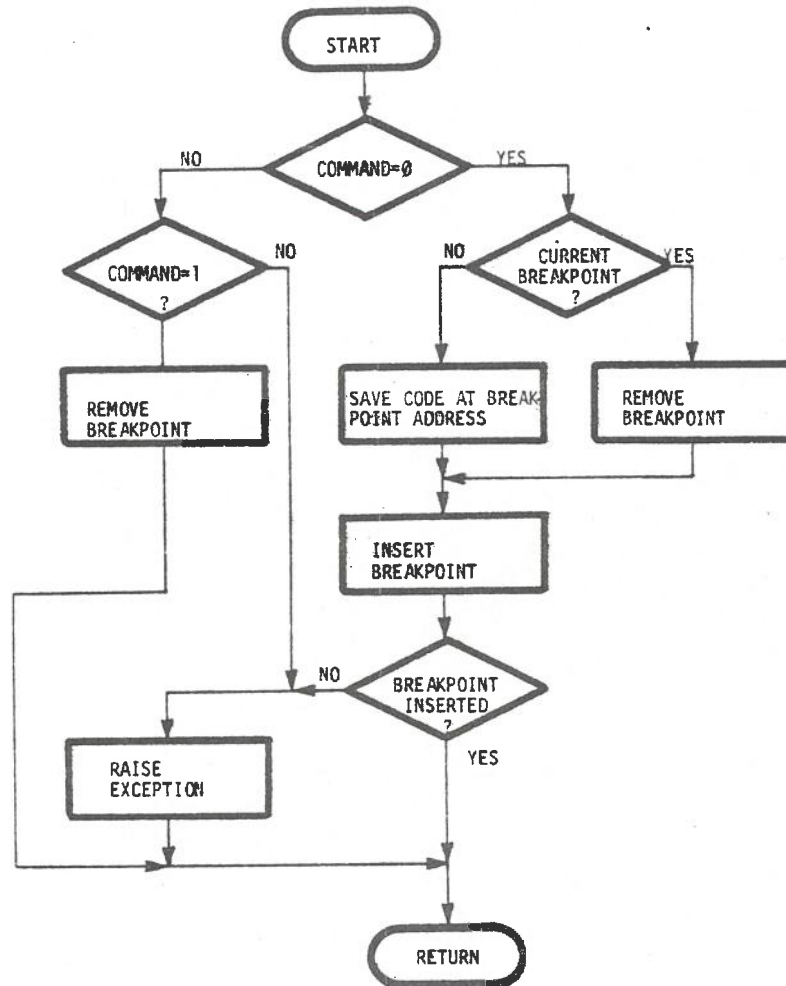 START
NO
COMMAND=0
YES
COMMAND=1
?
NO
NO
CURRENT
BREAKPOINT
?
YES
REMOVE
BREAKPOINT
SAVE CODE AT BREAK-
POINT ADDRESS
REMOVE
BREAKPOINT
INSERT
BREAKPOINT
NO
BREAKPOINT
INSERTED
?
YES
RAISE
EXCEPTION
RETURN